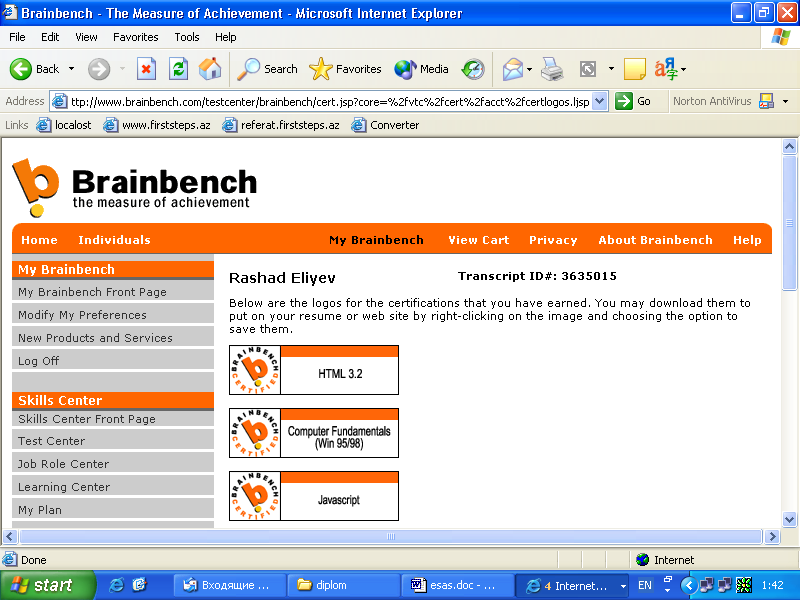 Brainbench - The Measure of Achievement - Microsoft Internet Explorer
File Edit View Favorites Tools Help
Back Search Favorites Media
Address ttp://www.brainbench.com/testcenter/brainbench/cert.jsp?core=%2fvtc%2fcert%2facct%2fcertlogos.ljsp Go Norton AntiVirus
Links localost www.firststeps.az referat.firststeps.az Converter
Brainbench
the measure of achievement
Home Individuals My Brainbench View Cart Privacy About Brainbench Help
My Brainbench
My Brainbench Front Page
Modify My Preferences
New Products and Services
Log Off
Skills Center
Skills Center Front Page
Test Center
Job Role Center
Learning Center
My Plan
Rashad Eliyev Transcript ID#: 3635015
Below are the logos for the certifications that you have earned. You may download them to
put on your resume or web site by right-clicking on the image and choosing the option to
save them.
BRAINBENCH CERTIFIED HTML 3.2
BRAINBENCH CERTIFIED Computer Fundamentals
(Win 95/98)
BRAINBENCH CERTIFIED Javascript
Done Internet
start Входящие ... diplom esas.doc - ... 4 Internet... EN 1:42